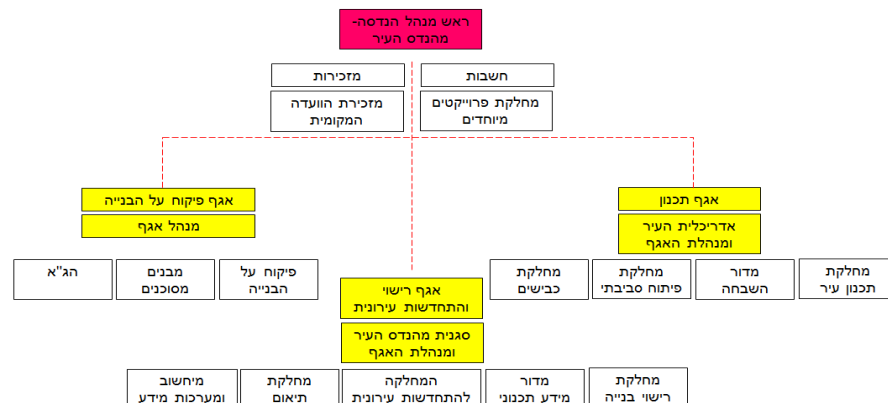 ראש מנהל הנדסה-
מהנדס העיר
חשבות
מזכירות
מחלקת פרוייקטים
מיוחדים
מזכירת הוועדה
המקומית
אגף תכנון
אדריכלית העיר
ומנהלת האגף
מחלקת
תכנון עיר
מדור
השבחה
מחלקת
פיתוח סביבתי
מחלקת
כבישים
אגף רישוי
והתחדשות עירונית
סגנית מהנדס העיר
ומנהלת האגף
מחלקת
רישוי בנייה
מדור
מידע תכנוני
המחלקה
להתחדשות עירונית
מחלקת
תיאום
מיחשוב
ומערכות מידע
אגף פיקוח על הבנייה
מנהל אגף
פיקוח על
הבנייה
מבנים
מסוכנים
הג"א